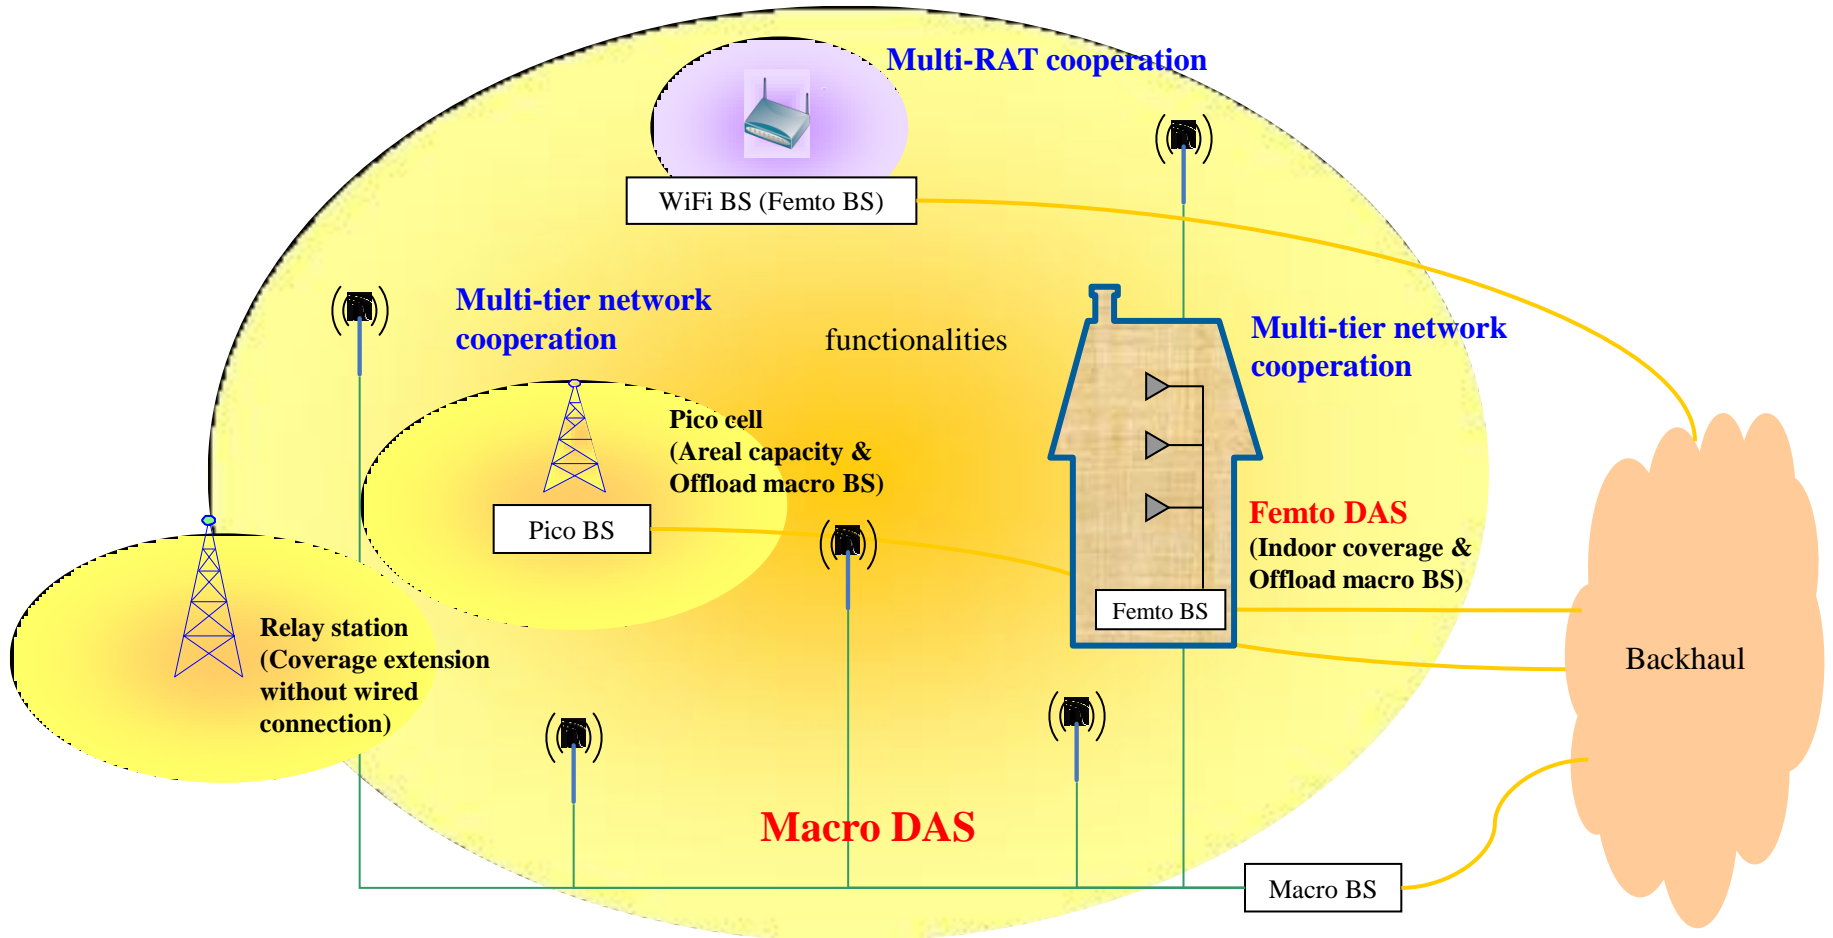 Multi-RAT cooperation
WiFi BS (Femto BS)
Multi-tier network
cooperation
functionalities
Multi-tier network
cooperation
Pico cell
(Areal capacity &
Offload macro BS)
Pico BS
Femto DAS
(Indoor coverage &
Offload macro BS)
Femto BS
Relay station
(Coverage extension
without wired
connection)
Backhaul
Macro DAS
Macro BS